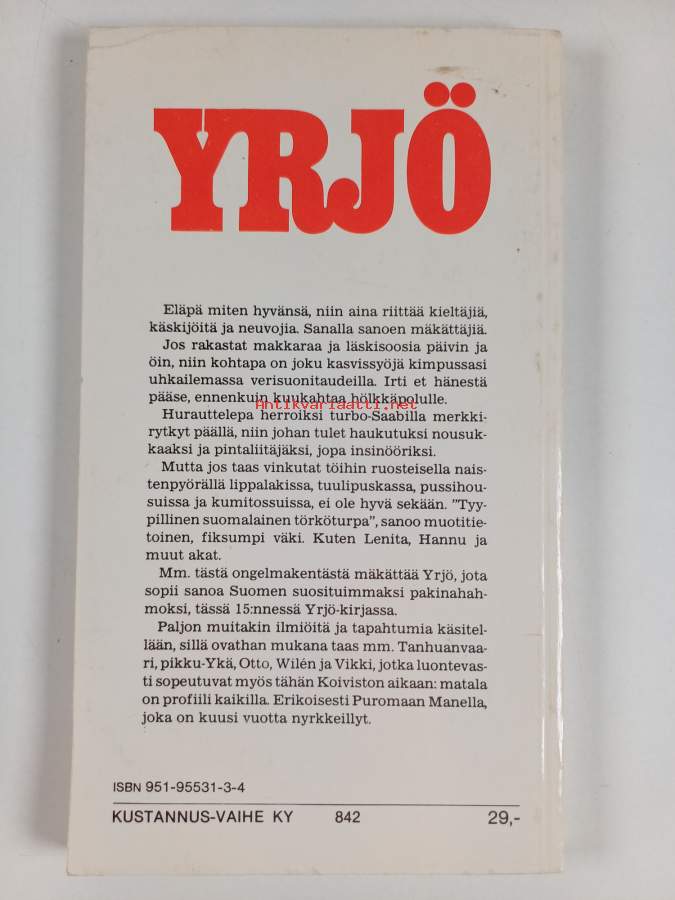 YRJÖ
Eläpä miten hyvänsä, niin aina riittää kieltäjiä,
käskijöitä ja neuvojia. Sanalla sanoen mäkättäjiä.
Jos rakastat makkaraa ja läskisoosia päivin ja
öin, niin kohtapa on joku kasvissyöjä kimpussasi
uhkailemassa verisuonitaudeilla. Irti et hänestä
pääse, ennenkuin kuukahtaa hölkkäpolulle.
Antikvariaatti.net
Hurauttelepa herroiksi turbo-Saabilla merkki-
rytkyt päällä, niin johan tulet haukutuksi nousuk-
kaaksi ja pintaliitäjäksi, jopa insinööriksi.
Mutta jos taas vinkutat töihin ruosteisella nais-
tenpyörällä lippalakissa, tuulipuskassa, pussihou-
suissa ja kumitossuissa, ei ole hyvä sekään. "Tyy-
pillinen suomalainen törköturpa", sanoo muotitie-
toinen, fiksumpi väki. Kuten Lenita, Hannu ja
muut akat.
Mm. tästä ongelmakentästä mäkättää Yrjö, jota
sopii sanoa Suomen suosituimmaksi pakinahah-
moksi, tässä 15:nnessä Yrjö-kirjassa.
Paljon muitakin ilmiöitä ja tapahtumia käsitel-
lään, sillä ovathan mukana taas mm. Tanhuanvaa-
ri, pikku-Ykä, Otto, Wilén ja Vikki, jotka luontevas-
ti sopeutuvat myös tähän Koiviston aikaan: matala
on profiili kaikilla. Erikoisesti Puromaan Manella,
joka on kuusi vuotta nyrkkeillyt.
ISBN 951-95531-3-4
KUSTANNUS-VAIHE KY 842 29,-